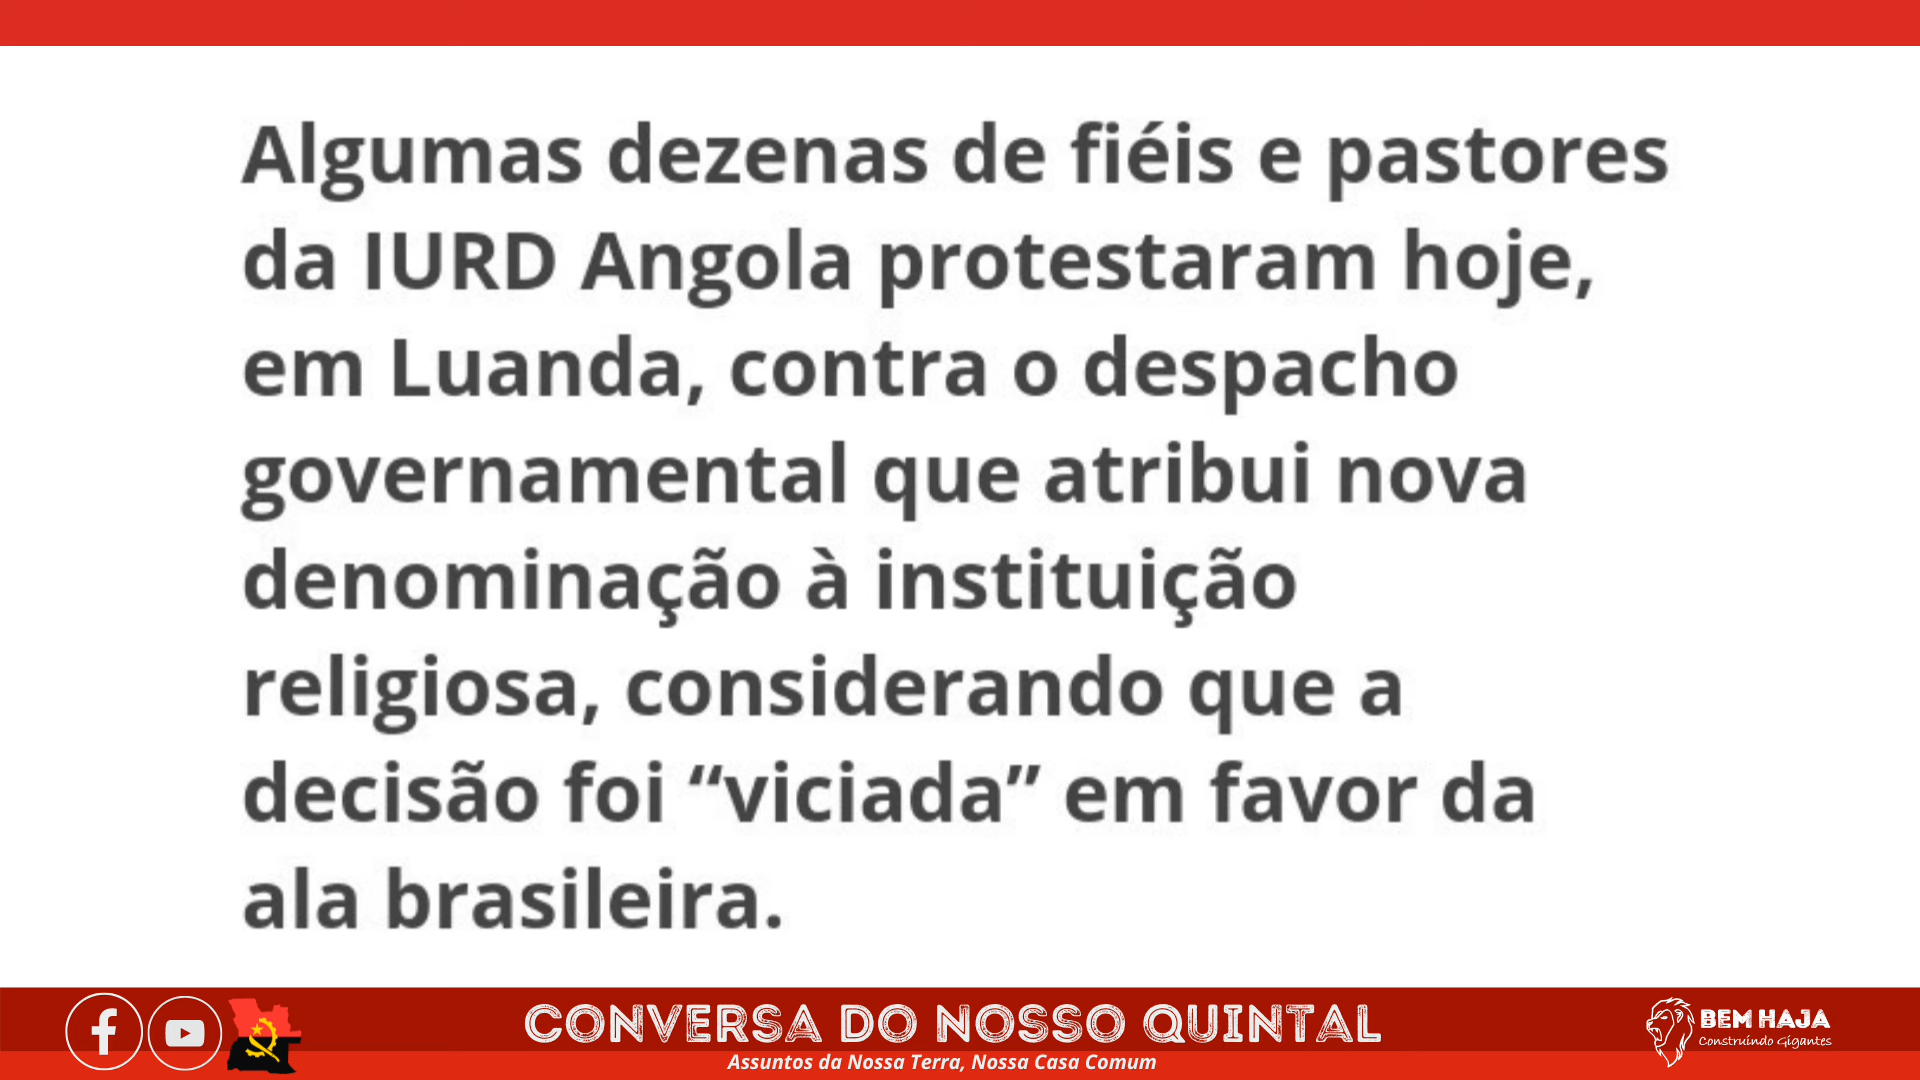 Algumas dezenas de fiéis e pastores
da IURD Angola protestaram hoje,
em Luanda, contra o despacho
governamental que atribui nova
denominação à instituição
religiosa, considerando que a
decisão foi “viciada” em favor da
ala brasileira.
CONVERSA DO NOSSO QUINTAL
Assuntos da Nossa Terra, Nossa Casa Comum
BEM HAJA
Construindo Gigantes